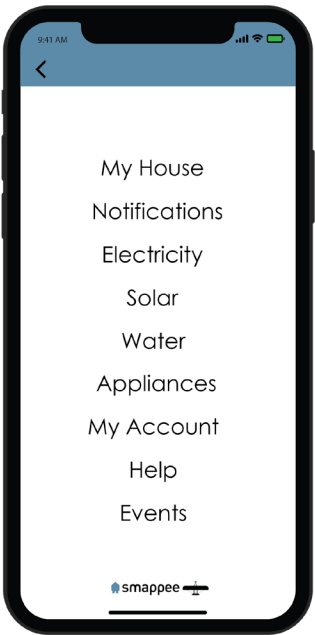 9:41 AM
My House
Notifications
Electricity
Solar
Water
Appliances
My Account
Help
Events
smappee